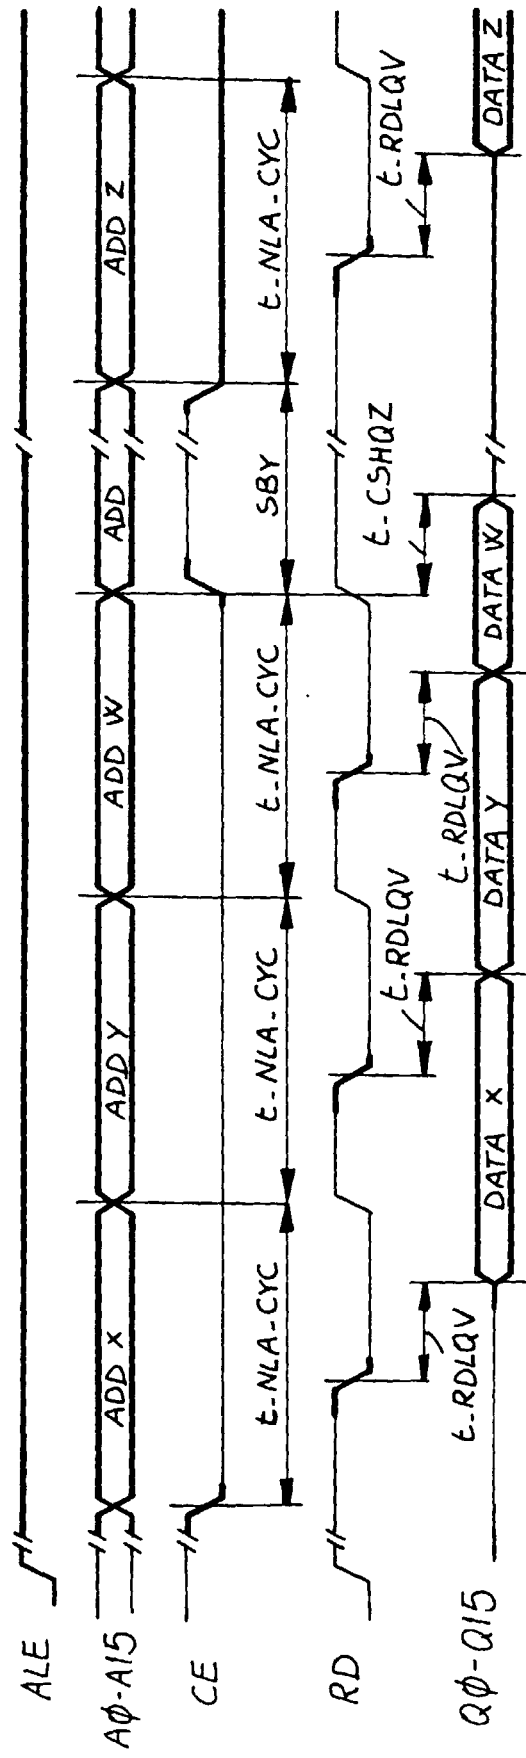 ALE
AØ-A15
ADD X
ADD Y
ADD W
ADD
ADD Z
CE
t-NLA-CYC
t-NLA-CYC
t-NLA-CYC
SBY
t-NLA-CYC
RD
t-RDLQV
t-RDLQV
t-RDLQV
t-CSHQZ
t-RDLQV
QØ-Q15
DATA X
DATA Y
DATA W
DATA Z